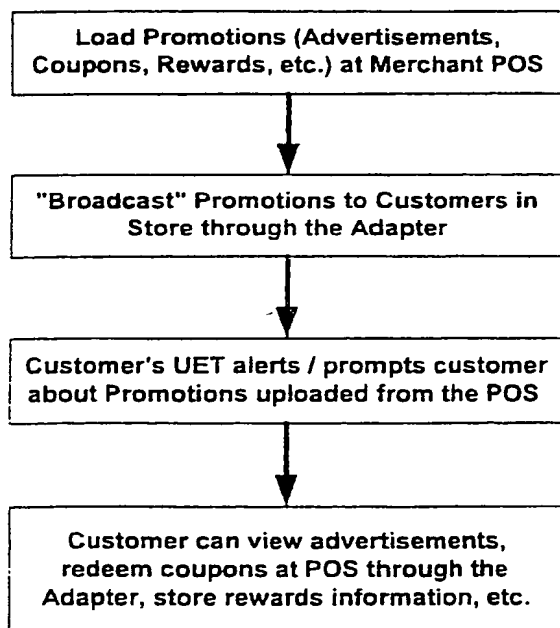 Load Promotions (Advertisements,
Coupons, Rewards, etc.) at Merchant POS
"Broadcast" Promotions to Customers in
Store through the Adapter
Customer's UET alerts / prompts customer
about Promotions uploaded from the POS
Customer can view advertisements,
redeem coupons at POS through the
Adapter, store rewards information, etc.